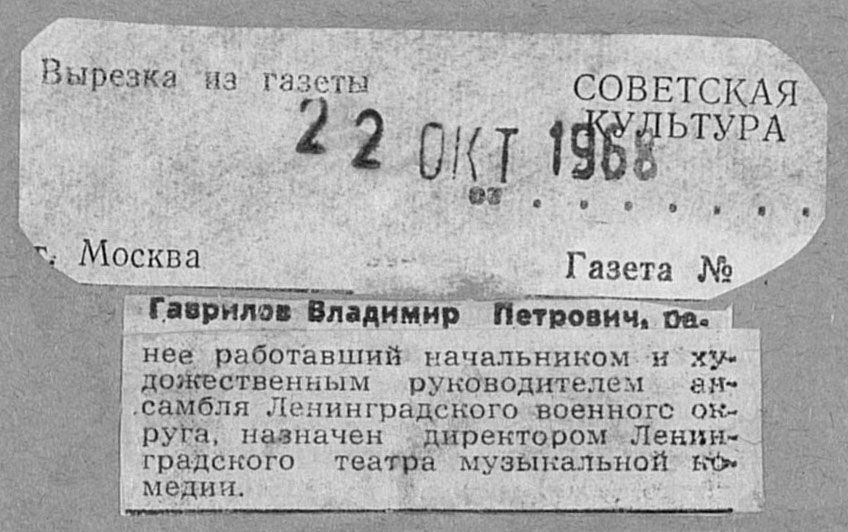 Вырезка из газеты
СОВЕТСКАЯ
КУЛЬТУРА
22 ОКТ 1968
г. Москва
Газета №
Гаврилов Владимир Петрович, ра-
нее работавший начальником и ху-
дожественным руководителем ан-
самбля Ленинградского военного ок-
руга, назначен директором Ленин-
градского театра музыкальной ко-
медии.